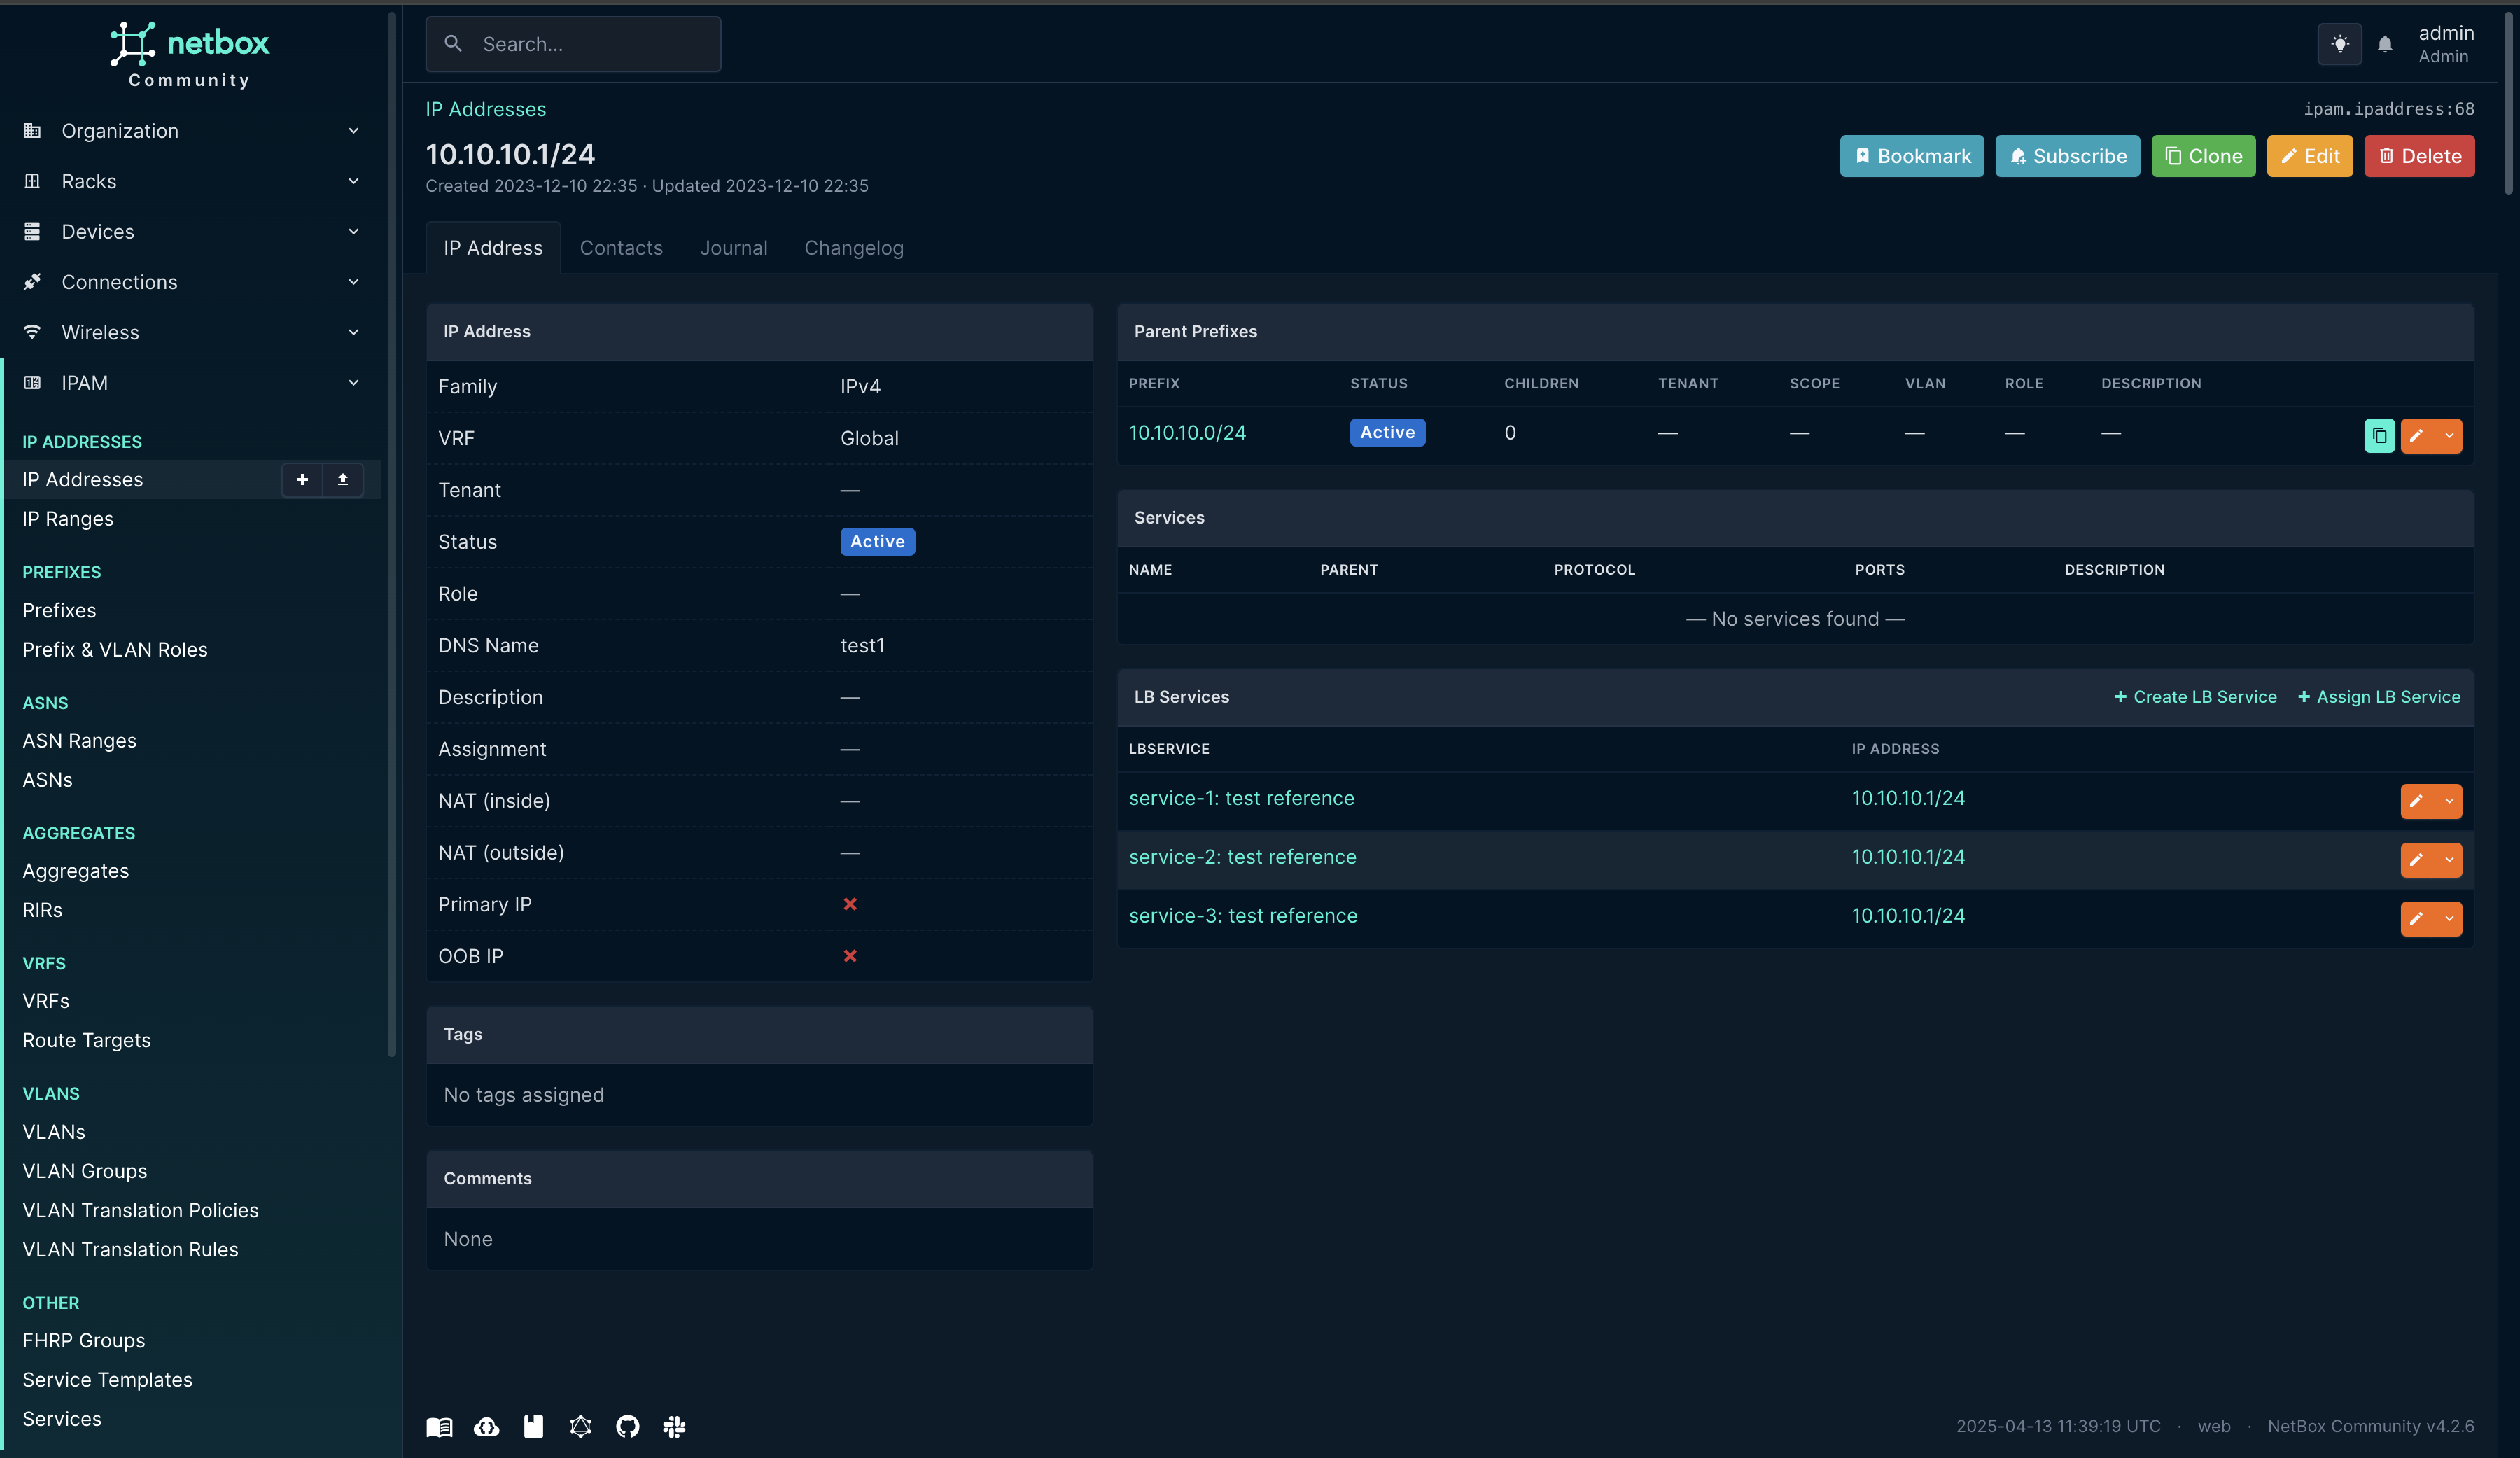 netbox
Community
Organization
Racks
Devices
Connections
Wireless
IPAM
IP ADDRESSES
IP Addresses
IP Ranges
PREFIXES
Prefixes
Prefix & VLAN Roles
ASNS
ASN Ranges
ASNs
AGGREGATES
Aggregates
RIRs
VRFS
VRFs
Route Targets
VLANS
VLANs
VLAN Groups
VLAN Translation Policies
VLAN Translation Rules
OTHER
FHRP Groups
Service Templates
Services
Search...
admin
Admin
IP Addresses
ipam.ipaddress:68
10.10.10.1/24
Created 2023-12-10 22:35 · Updated 2023-12-10 22:35
Bookmark Subscribe Clone Edit Delete
IP Address Contacts Journal Changelog
IP Address
Family IPv4
VRF Global
Tenant —
Status Active
Role —
DNS Name test1
Description —
Assignment —
NAT (inside) —
NAT (outside) —
Primary IP
OOB IP
Tags
No tags assigned
Comments
None
Parent Prefixes
PREFIX STATUS CHILDREN TENANT SCOPE VLAN ROLE DESCRIPTION
10.10.10.0/24 Active 0 — — — — —
Services
NAME PARENT PROTOCOL PORTS DESCRIPTION
— No services found —
LB Services + Create LB Service + Assign LB Service
LBSERVICE IP ADDRESS
service-1: test reference 10.10.10.1/24
service-2: test reference 10.10.10.1/24
service-3: test reference 10.10.10.1/24
2025-04-13 11:39:19 UTC · web · NetBox Community v4.2.6